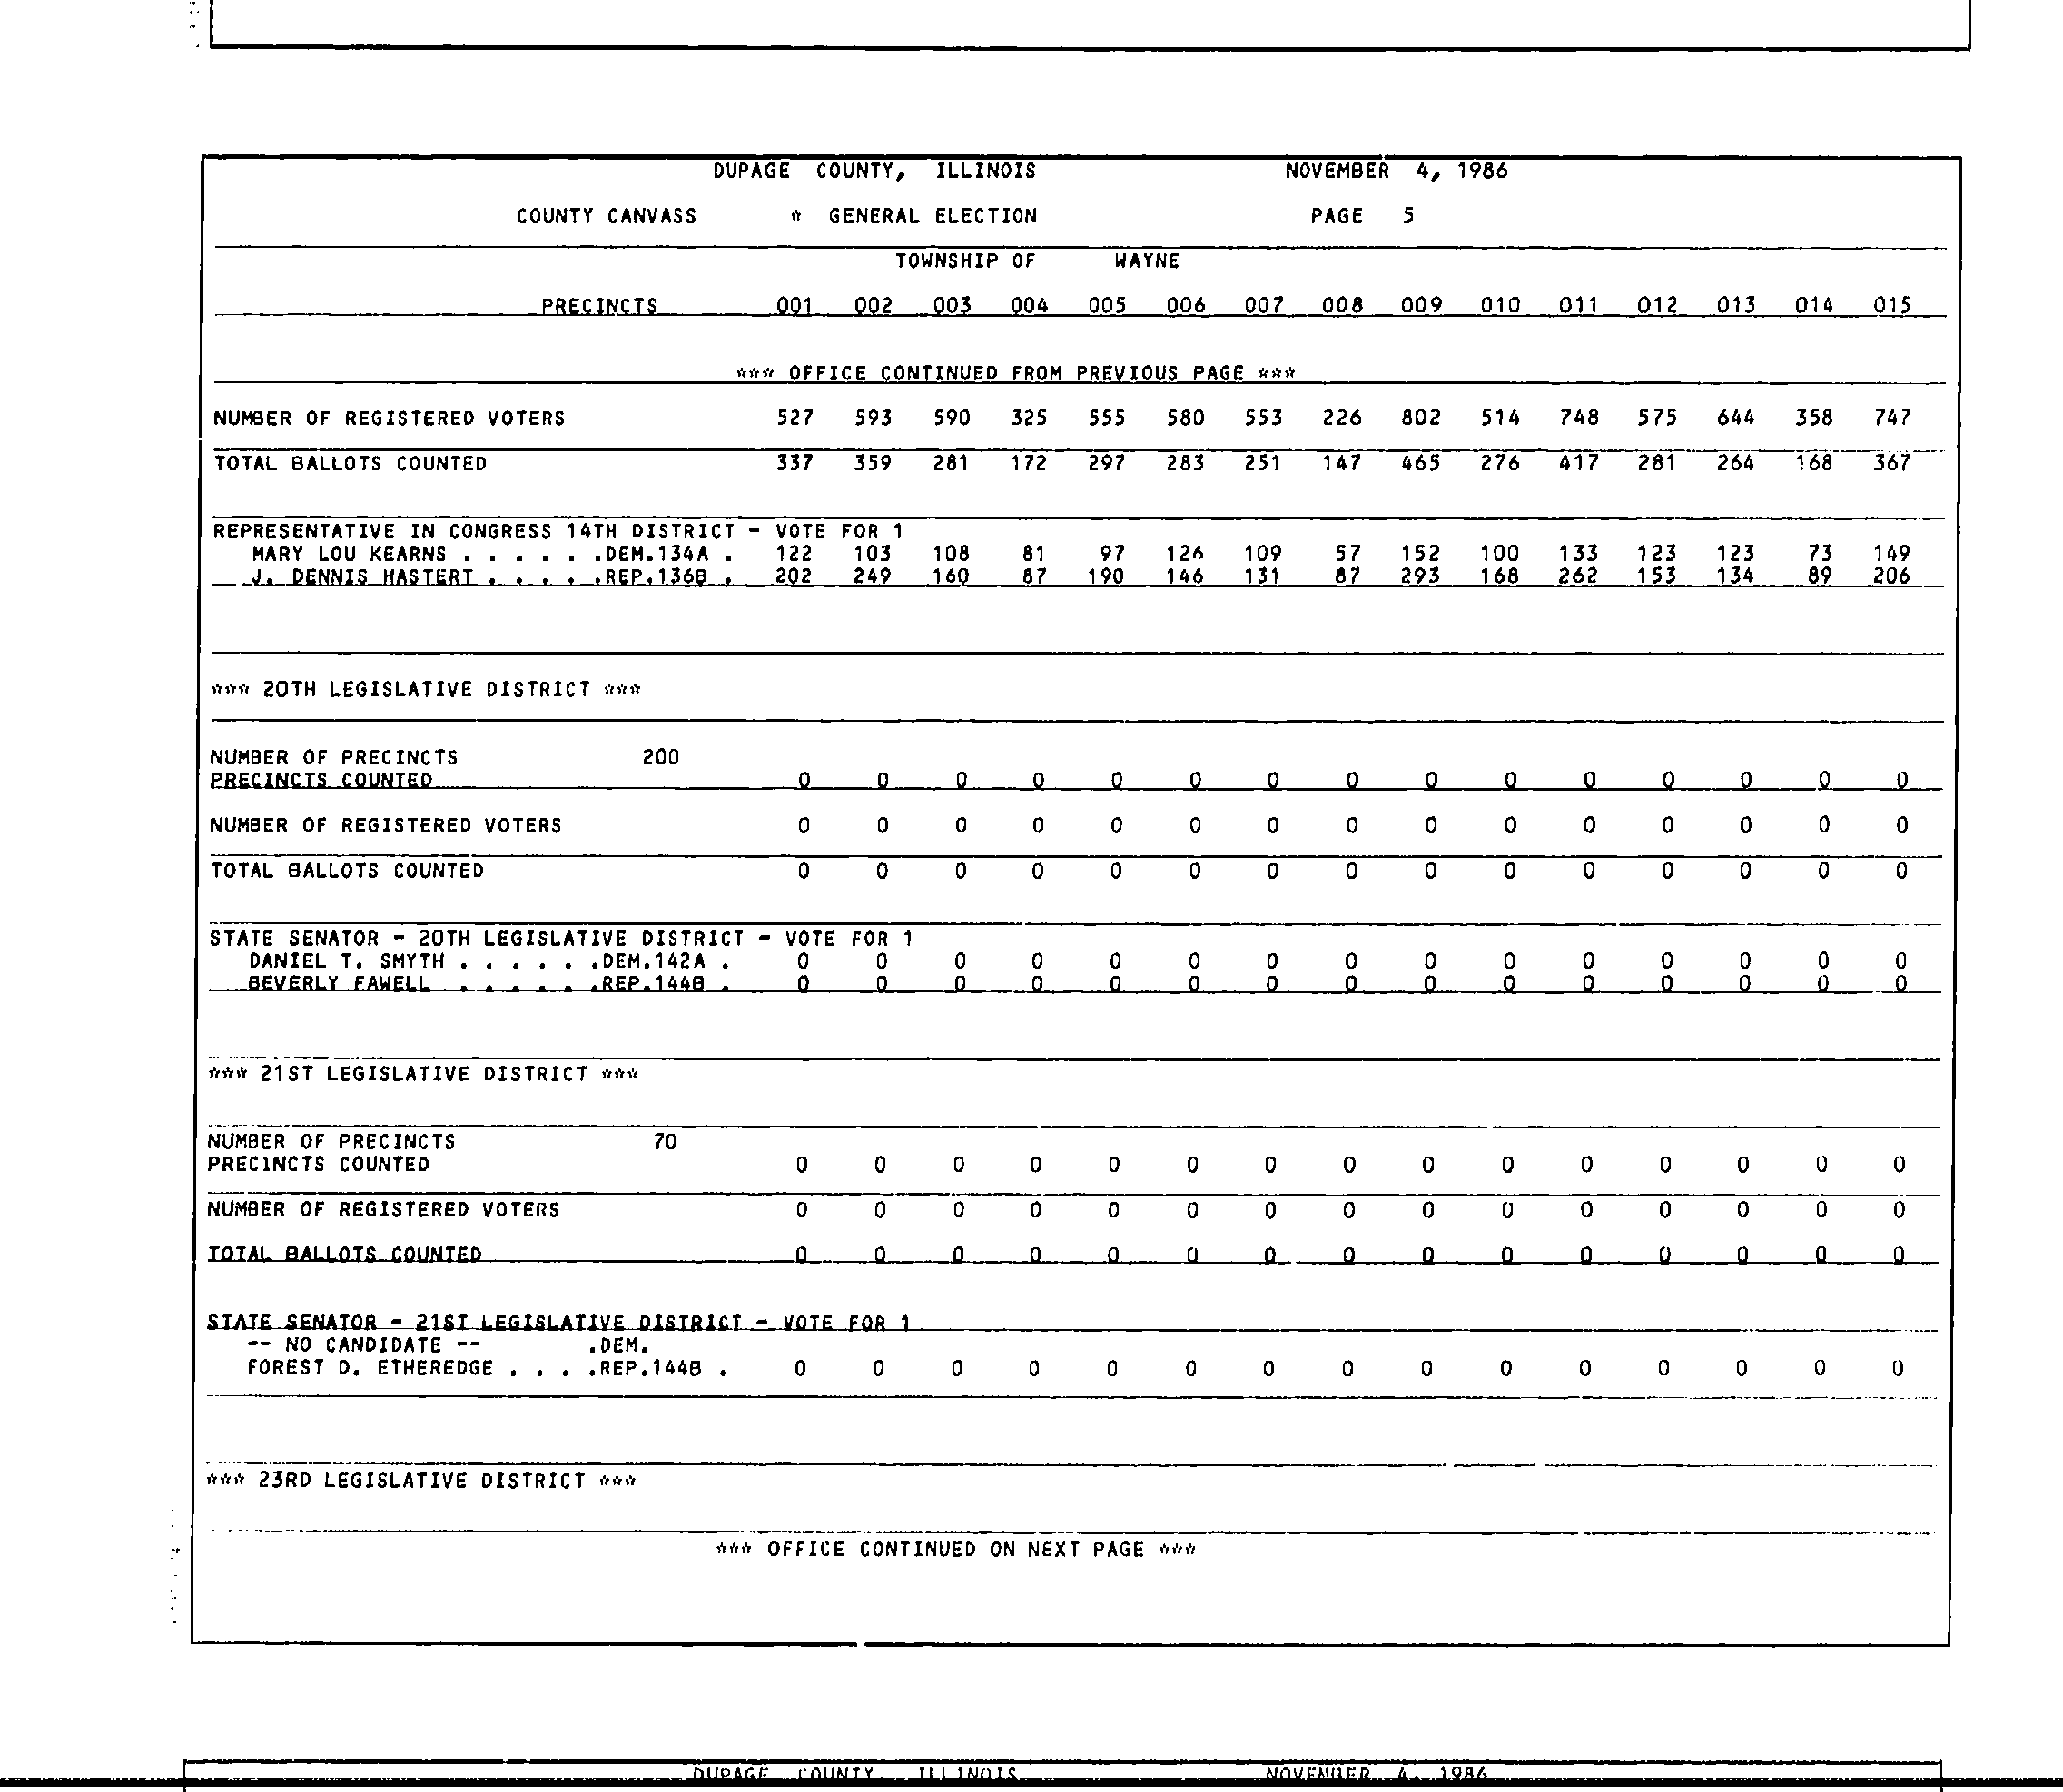 DUPAGE COUNTY, ILLINOIS NOVEMBER 4, 1986
COUNTY CANVASS * GENERAL ELECTION PAGE 5
TOWNSHIP OF WAYNE
PRECINCTS 001 002 003 004 005 006 007 008 009 010 011 012 013 014 015
*** OFFICE CONTINUED FROM PREVIOUS PAGE ***
NUMBER OF REGISTERED VOTERS 527 593 590 325 555 580 553 226 802 514 748 575 644 358 747
TOTAL BALLOTS COUNTED 337 359 281 172 297 283 251 147 465 276 417 281 264 168 367
REPRESENTATIVE IN CONGRESS 14TH DISTRICT - VOTE FOR 1
MARY LOU KEARNS . . . . . .DEM.134A . 122 103 108 81 97 126 109 57 152 100 133 123 123 73 149
J. DENNIS HASTERT . . . . .REP.136B . 202 249 160 87 190 146 131 87 293 168 262 153 134 89 206
*** 20TH LEGISLATIVE DISTRICT ***
NUMBER OF PRECINCTS 200
PRECINCTS COUNTED 0 0 0 0 0 0 0 0 0 0 0 0 0 0 0
NUMBER OF REGISTERED VOTERS 0 0 0 0 0 0 0 0 0 0 0 0 0 0 0
TOTAL BALLOTS COUNTED 0 0 0 0 0 0 0 0 0 0 0 0 0 0 0
STATE SENATOR - 20TH LEGISLATIVE DISTRICT - VOTE FOR 1
DANIEL T. SMYTH . . . . . .DEM.142A . 0 0 0 0 0 0 0 0 0 0 0 0 0 0 0
BEVERLY FAWELL . . . . . .REP.144B . 0 0 0 0 0 0 0 0 0 0 0 0 0 0 0
*** 21ST LEGISLATIVE DISTRICT ***
NUMBER OF PRECINCTS 70
PRECINCTS COUNTED 0 0 0 0 0 0 0 0 0 0 0 0 0 0 0
NUMBER OF REGISTERED VOTERS 0 0 0 0 0 0 0 0 0 0 0 0 0 0 0
TOTAL BALLOTS COUNTED 0 0 0 0 0 0 0 0 0 0 0 0 0 0 0
STATE SENATOR - 21ST LEGISLATIVE DISTRICT - VOTE FOR 1
-- NO CANDIDATE -- .DEM.
FOREST D. ETHEREDGE . . . .REP.144B . 0 0 0 0 0 0 0 0 0 0 0 0 0 0 0
*** 23RD LEGISLATIVE DISTRICT ***
*** OFFICE CONTINUED ON NEXT PAGE ***
DUPAGE COUNTY, ILLINOIS NOVEMBER 4, 1986